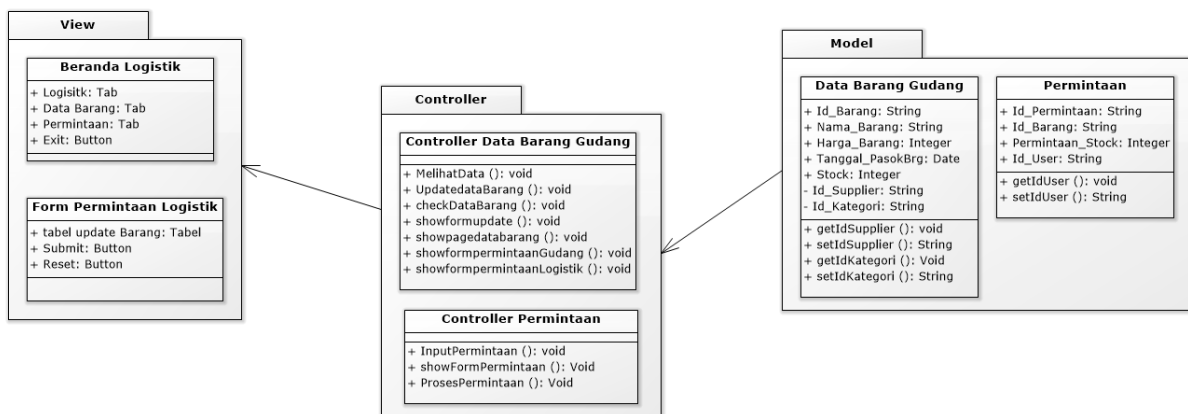 View
Beranda Logistik
+ Logisitk: Tab
+ Data Barang: Tab
+ Permintaan: Tab
+ Exit: Button
Form Permintaan Logistik
+ tabel update Barang: Tabel
+ Submit: Button
+ Reset: Button
Controller
Controller Data Barang Gudang
+ MelihatData (): void
+ UpdatedataBarang (): void
+ checkDataBarang (): void
+ showformupdate (): void
+ showpagedatabarang (): void
+ showformpermintaanGudang (): void
+ showformpermintaanLogistik (): void
Controller Permintaan
+ InputPermintaan (): void
+ showFormPermintaan (): Void
+ ProsesPermintaan (): Void
Model
Data Barang Gudang
+ Id_Barang: String
+ Nama_Barang: String
+ Harga_Barang: Integer
+ Tanggal_PasokBrg: Date
+ Stock: Integer
- Id_Supplier: String
- Id_Kategori: String
+ getIdSupplier (): void
+ setIdSupplier (): String
+ getIdKategori (): Void
+ setIdKategori (): String
Permintaan
+ Id_Permintaan: String
+ Id_Barang: String
+ Permintaan_Stock: Integer
+ Id_User: String
+ getIdUser (): void
+ setIdUser (): String